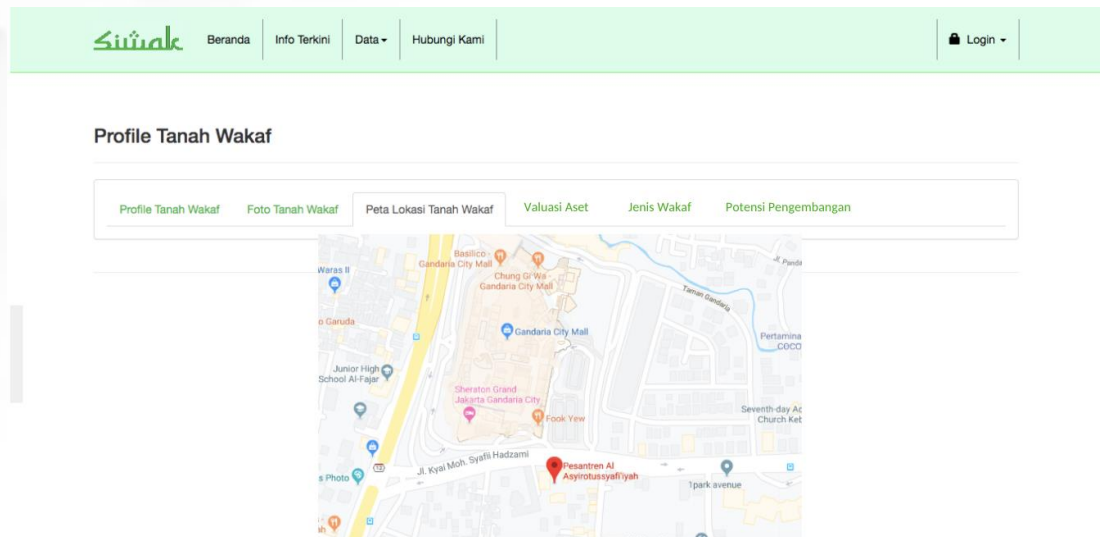 Siwak
Beranda
Info Terkini
Data
Hubungi Kami
Login
Profile Tanah Wakaf
Profile Tanah Wakaf
Foto Tanah Wakaf
Peta Lokasi Tanah Wakaf
Valuasi Aset
Jenis Wakaf
Potensi Pengembangan
Waras II
Basilico -
Gandaria City Mall
Chung Gi Wa -
Gandaria City Mall
Taman Gandaria
o Garuda
Gandaria City Mall
Pertamina
COCO
Junior High
School Al-Fajar
Sheraton Grand
Jakarta Gandaria City
Fook Yew
Seventh-day Ad
Church Keb
Jl. Kyai Moh. Syafii Hadzami
Pesantren Al
Asyirotussyafi'iyah
s Photo
1park avenue
ah